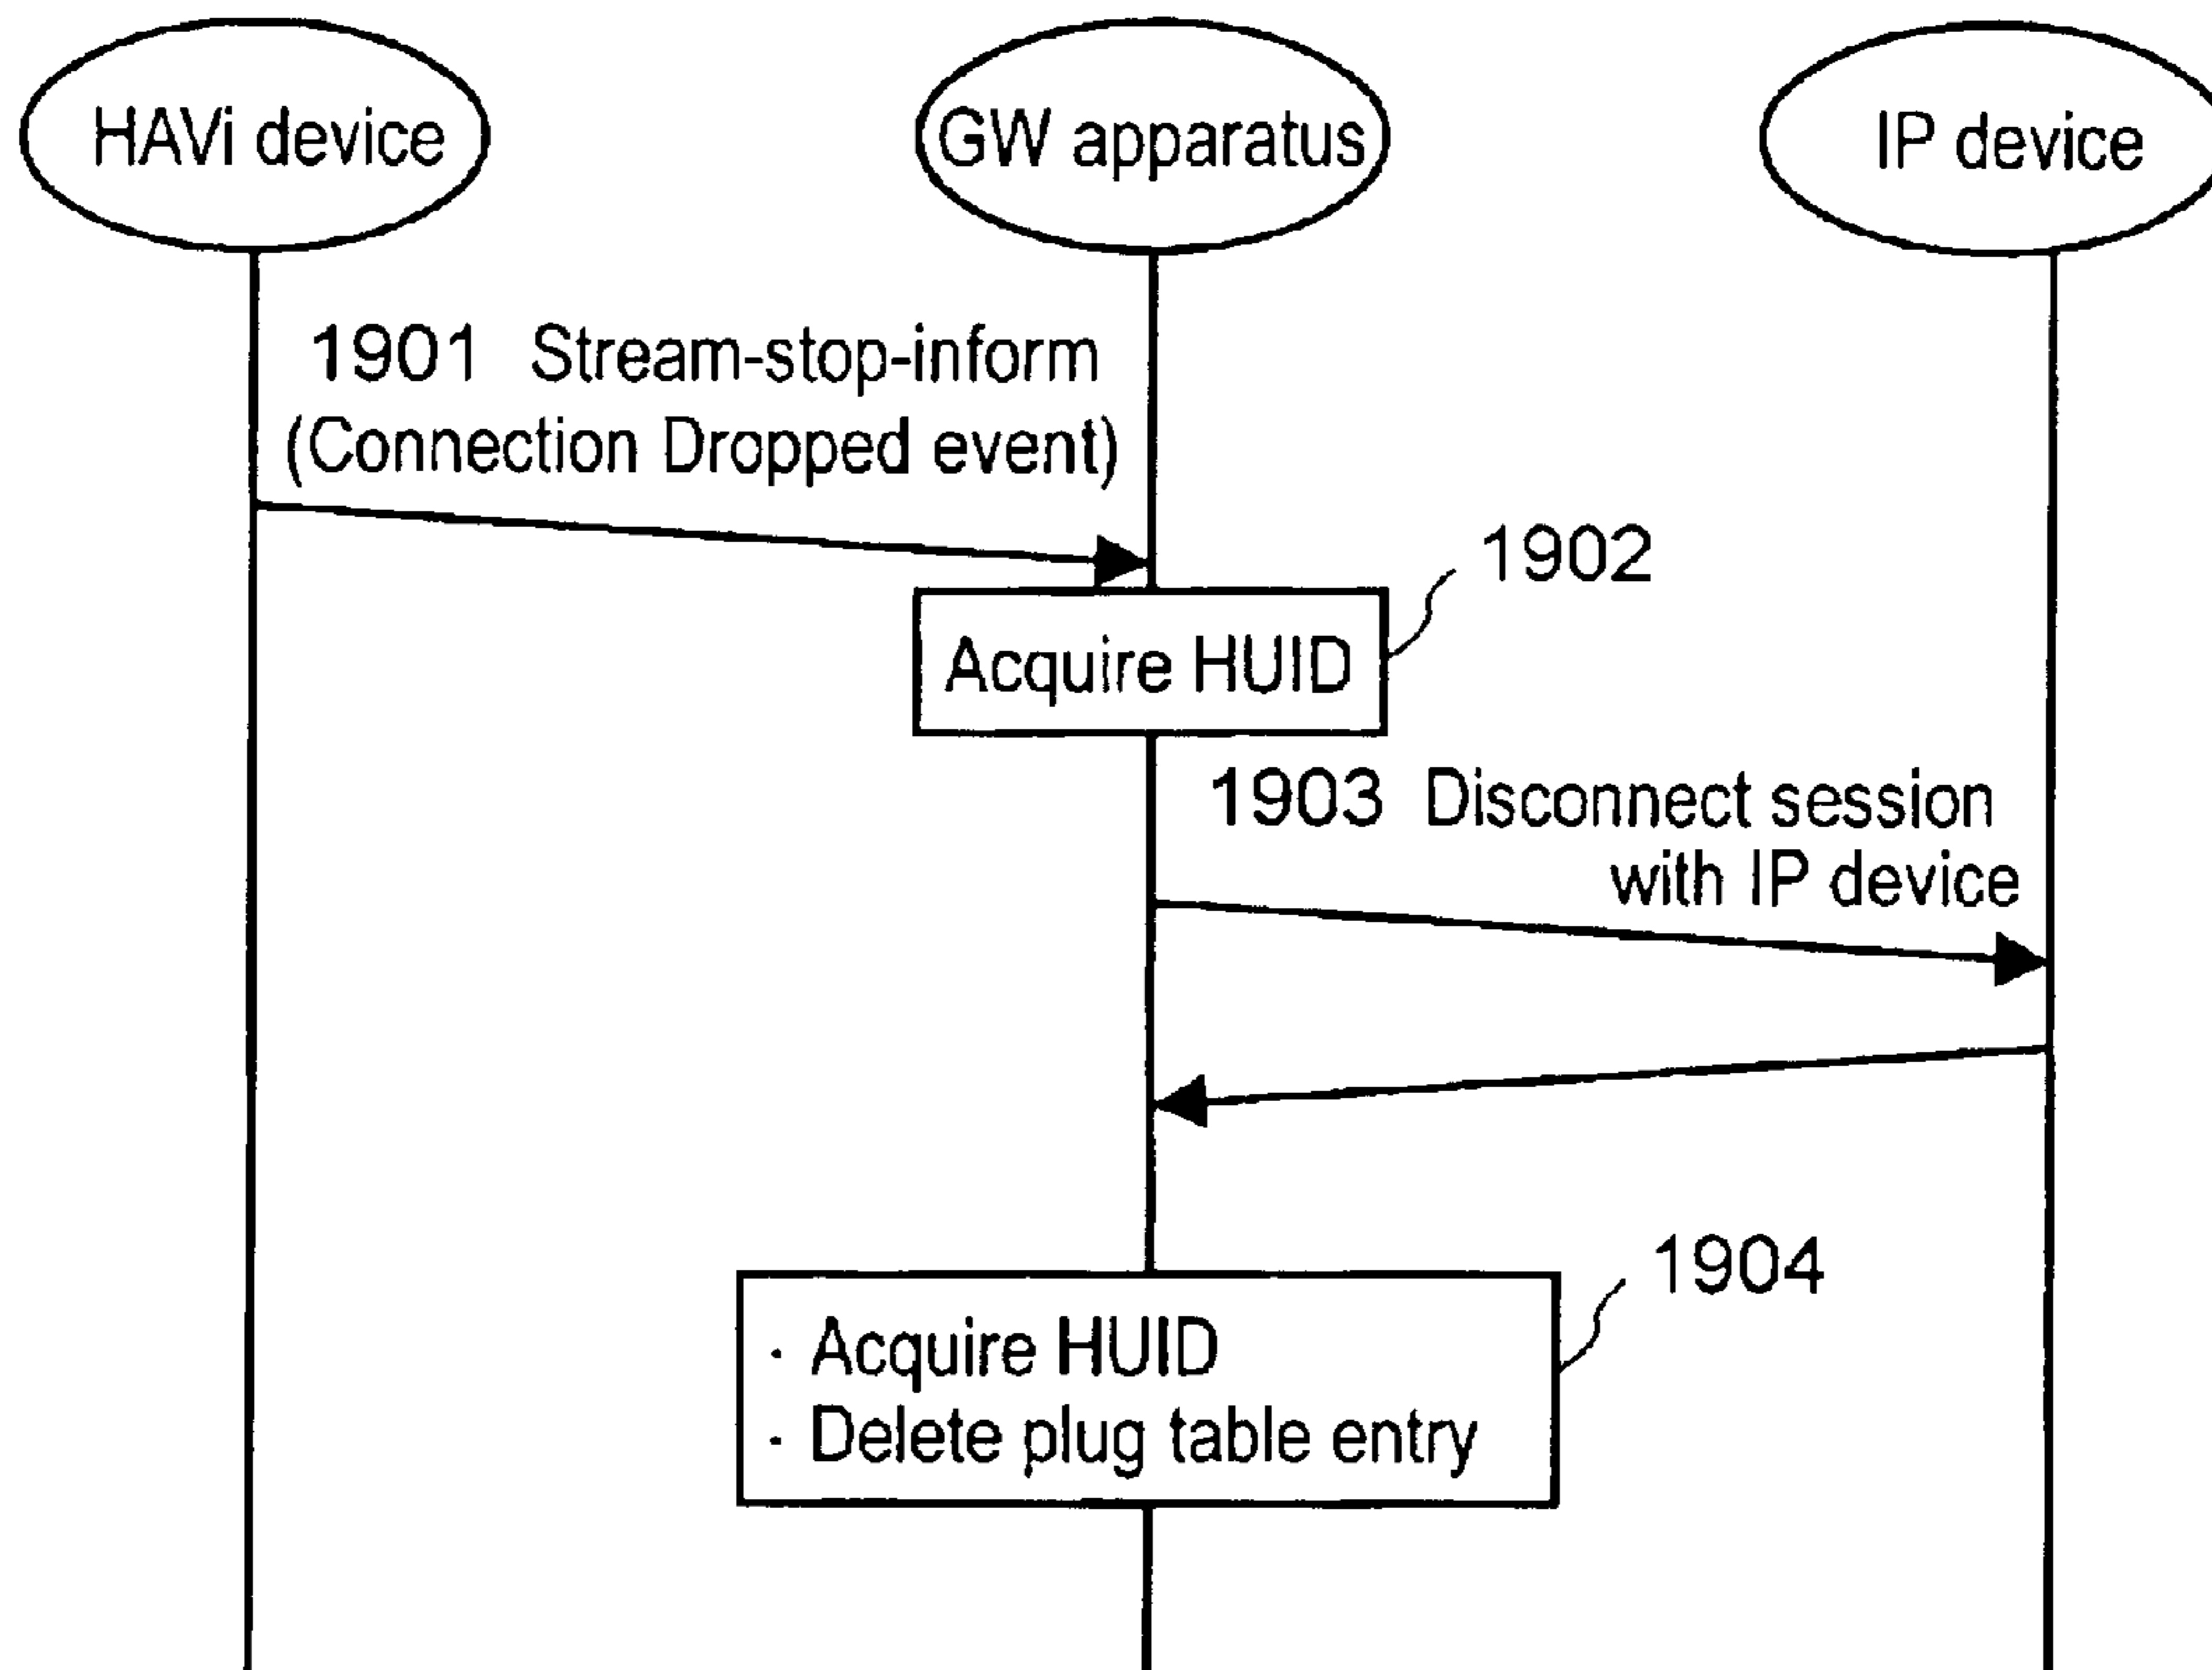 HAVi device
GW apparatus
IP device
1901 Stream-stop-inform
(Connection Dropped event)
1902
Acquire HUID
1903 Disconnect session
with IP device
1904
· Acquire HUID
· Delete plug table entry